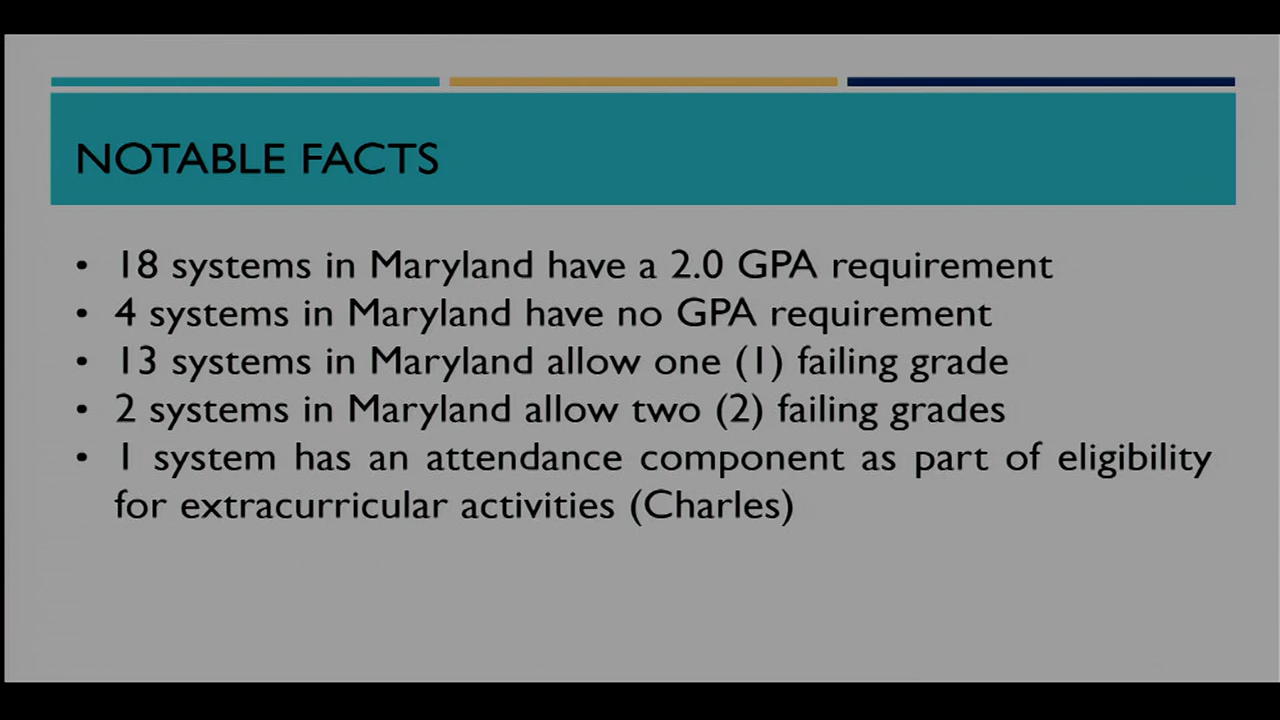 NOTABLE FACTS
• 18 systems in Maryland have a 2.0 GPA requirement
• 4 systems in Maryland have no GPA requirement
• 13 systems in Maryland allow one (1) failing grade
• 2 systems in Maryland allow two (2) failing grades
• 1 system has an attendance component as part of eligibility
for extracurricular activities (Charles)